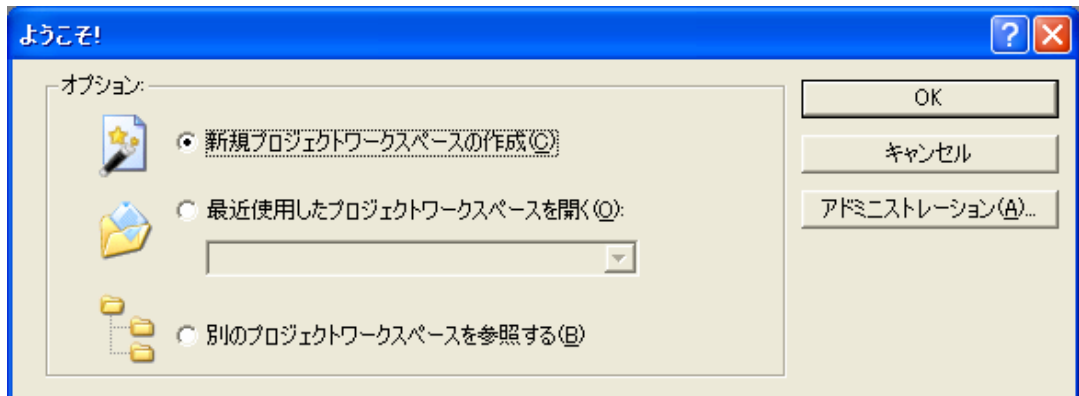 ようこそ!
オプション:
新規プロジェクトワークスペースの作成(C)
最近使用したプロジェクトワークスペースを開く(O):
別のプロジェクトワークスペースを参照する(B)
OK
キャンセル
アドミニストレーション(A)...